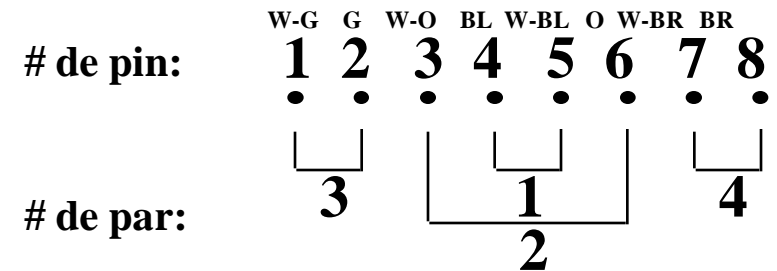 W-G G W-O BL W-BL O W-BR BR
# de pin: 1 2 3 4 5 6 7 8
# de par: 3 1 4
2